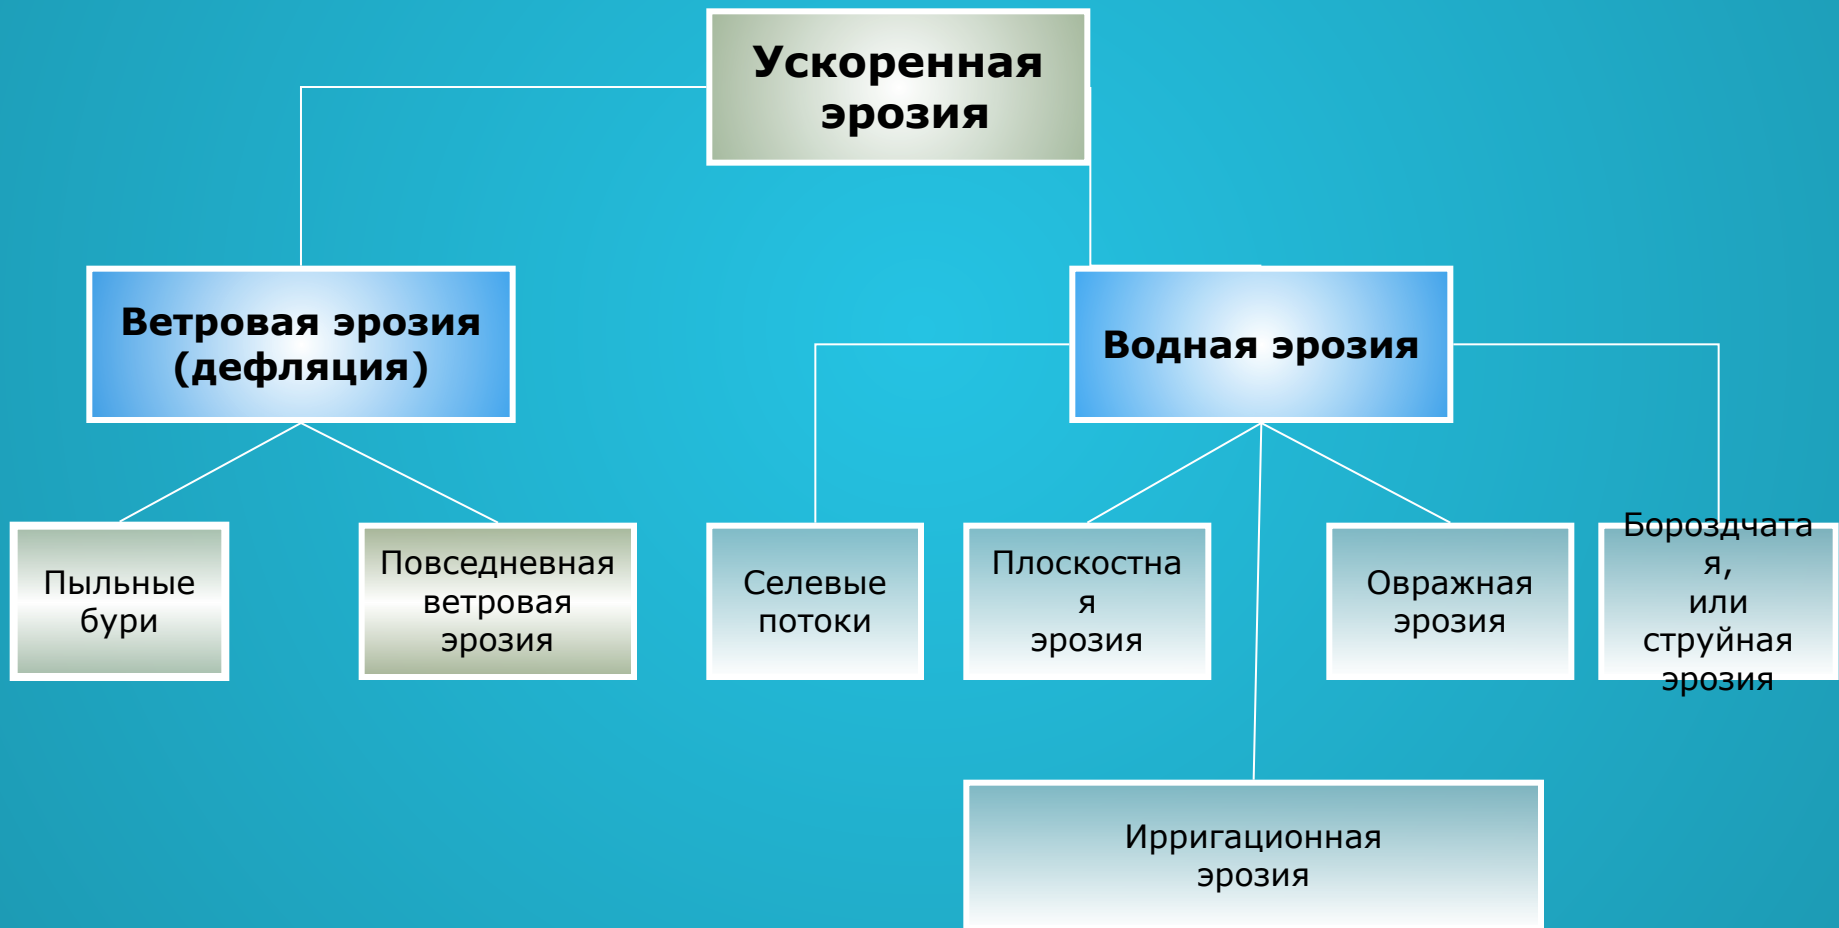 Ускоренная
эрозия
Ветровая эрозия
(дефляция)
Водная эрозия
Пыльные
бури
Повседневная
ветровая
эрозия
Селевые
потоки
Плоскостна
я
эрозия
Овражная
эрозия
Бороздчата
я,
или
струйная
эрозия
Ирригационная
эрозия